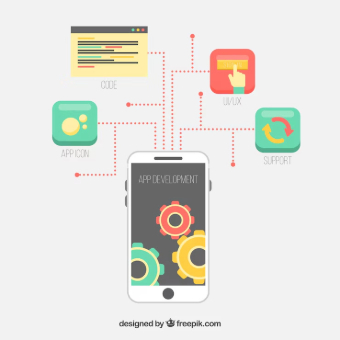 CODE
UI/UX
APP ICON
SUPPORT
APP DEVELOPMENT
designed by freepik.com